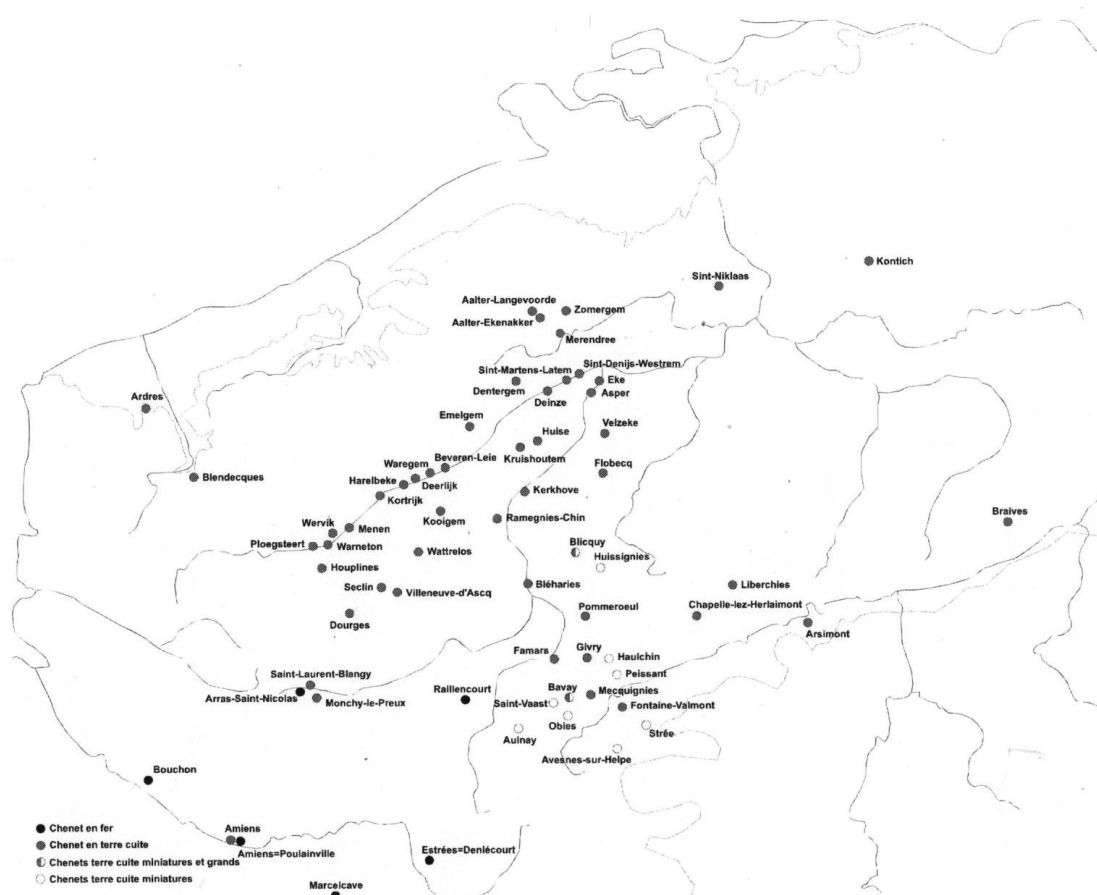 Kontich
Sint-Niklaas
Aalter-Langevoorde
Zomergem
Aalter-Ekenakker
Merendree
Sint-Denijs-Westrem
Sint-Martens-Latem
Eke
Dentergem
Deinze
Asper
Ardres
Emelgem
Huise
Velzeke
Kruishoutem
Beveren-Leie
Waregem
Flobecq
Blendecques
Harelbeke
Deerlijk
Kortrijk
Kerkhove
Kooigem
Ramegnies-Chin
Braives
Wervik
Menen
Ploegsteert
Warneton
Wattrelos
Blicquy
Huissignies
Houplines
Seclin
Villeneuve-d'Ascq
Bléharies
Liberchies
Dourges
Pommeroeul
Chapelle-lez-Herlaimont
Arsimont
Famars
Givry
Haulchin
Peissant
Saint-Laurent-Blangy
Arras-Saint-Nicolas
Monchy-le-Preux
Raillencourt
Bavay
Mecquignies
Saint-Vaast
Fontaine-Valmont
Obies
Strée
Aulnay
Avesnes-sur-Helpe
Bouchon
Amiens
Amiens=Poulainville
Estrées=Deniécourt
Marcelcave
Chenet en fer
Chenet en terre cuite
Chenets terre cuite miniatures et grands
Chenets terre cuite miniatures